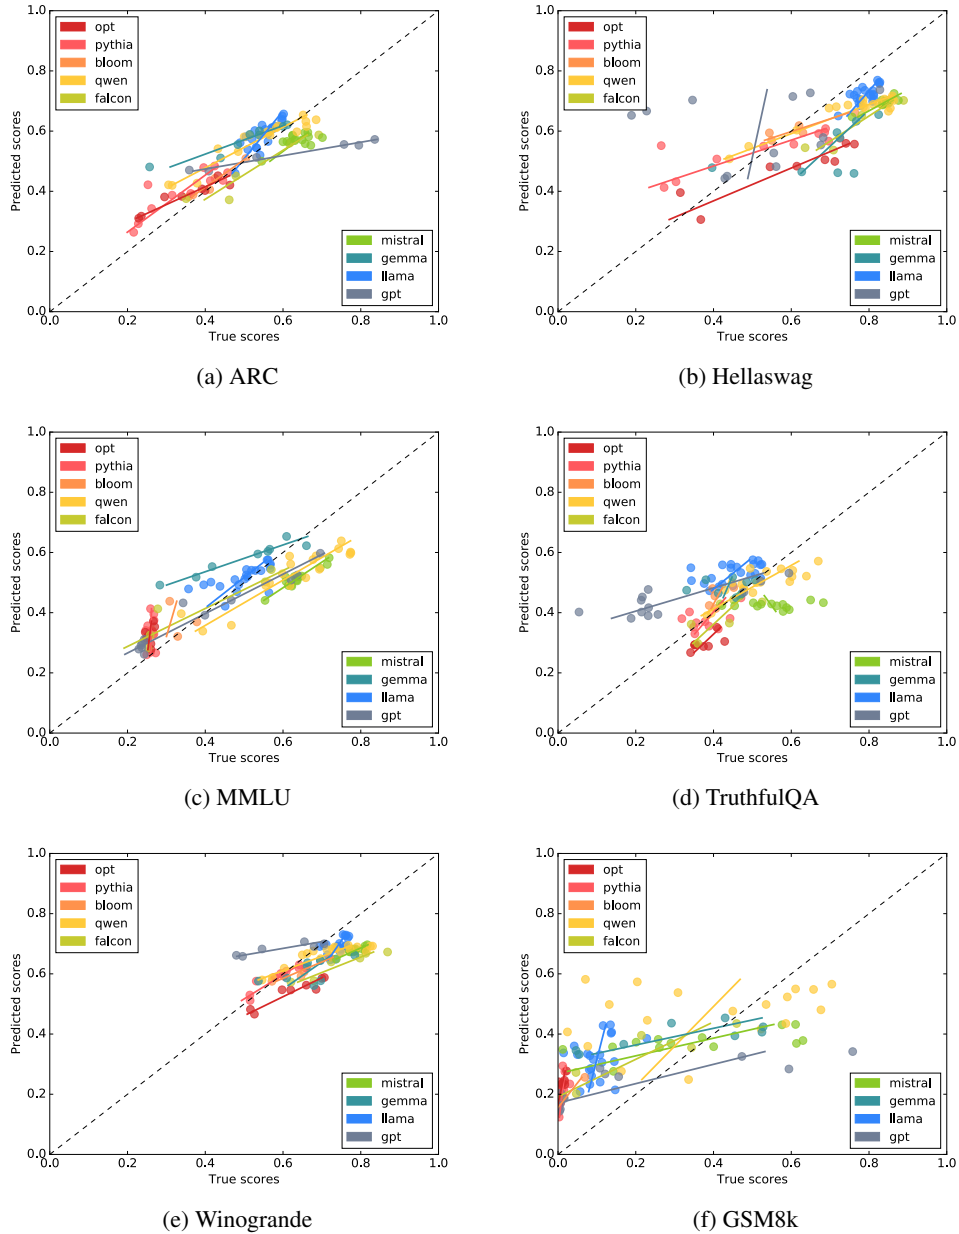 1.0
0.8
0.6
0.4
0.2
0.0
Predicted scores
opt
pythia
bloom
qwen
falcon
mistral
gemma
llama
gpt
0.0 0.2 0.4 0.6 0.8 1.0
True scores
(a) ARC
1.0
0.8
0.6
0.4
0.2
0.0
Predicted scores
opt
pythia
bloom
qwen
falcon
mistral
gemma
llama
gpt
0.0 0.2 0.4 0.6 0.8 1.0
True scores
(b) Hellaswag
1.0
0.8
0.6
0.4
0.2
0.0
Predicted scores
opt
pythia
bloom
qwen
falcon
mistral
gemma
llama
gpt
0.0 0.2 0.4 0.6 0.8 1.0
True scores
(c) MMLU
1.0
0.8
0.6
0.4
0.2
0.0
Predicted scores
opt
pythia
bloom
qwen
falcon
mistral
gemma
llama
gpt
0.0 0.2 0.4 0.6 0.8 1.0
True scores
(d) TruthfulQA
1.0
0.8
0.6
0.4
0.2
0.0
Predicted scores
opt
pythia
bloom
qwen
falcon
mistral
gemma
llama
gpt
0.0 0.2 0.4 0.6 0.8 1.0
True scores
(e) Winogrande
1.0
0.8
0.6
0.4
0.2
0.0
Predicted scores
opt
pythia
bloom
qwen
falcon
mistral
gemma
llama
gpt
0.0 0.2 0.4 0.6 0.8 1.0
True scores
(f) GSM8k